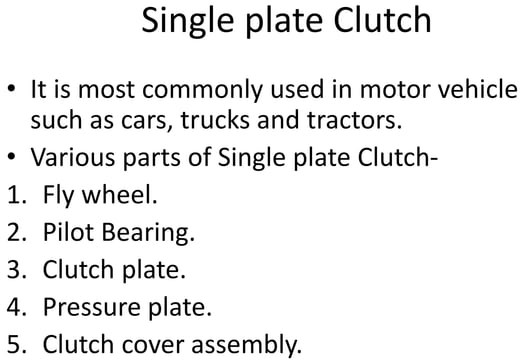 Single plate Clutch
• It is most commonly used in motor vehicle
such as cars, trucks and tractors.
• Various parts of Single plate Clutch-
1. Fly wheel.
2. Pilot Bearing.
3. Clutch plate.
4. Pressure plate.
5. Clutch cover assembly.